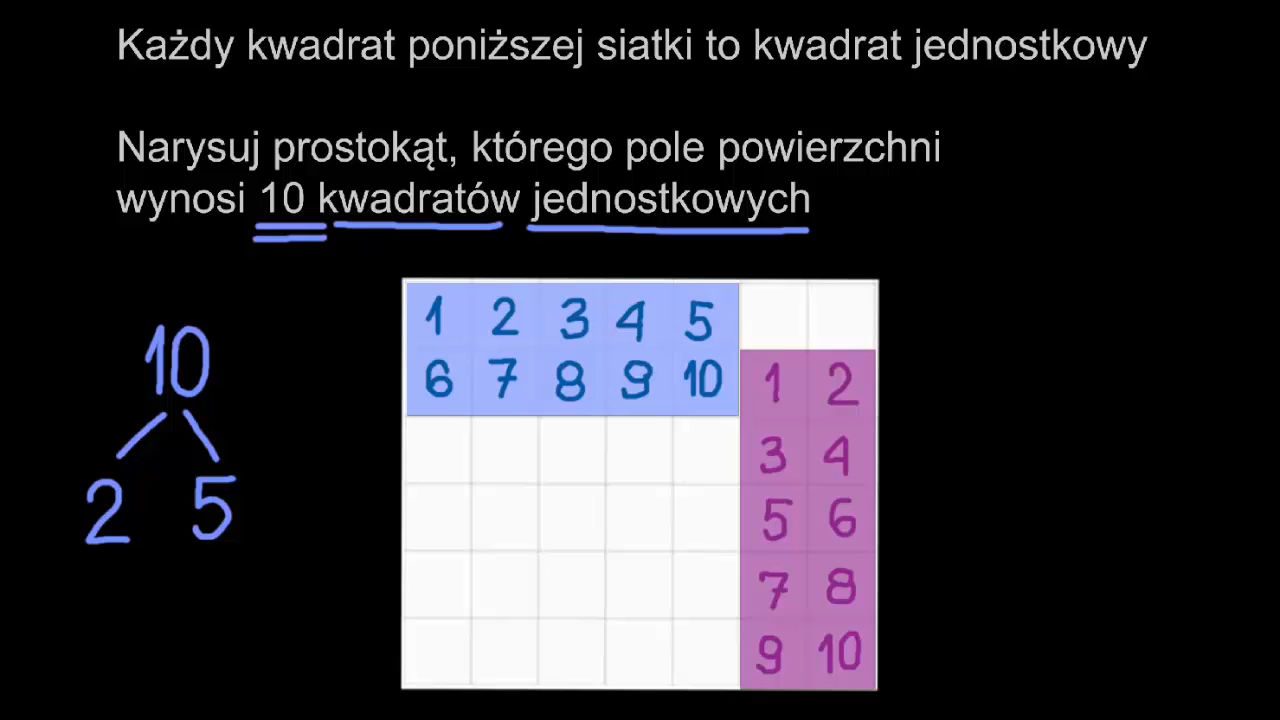 Każdy kwadrat poniższej siatki to kwadrat jednostkowy
Narysuj prostokąt, którego pole powierzchni
wynosi 10 kwadratów jednostkowych
10
2 5
1 2 3 4 5
6 7 8 9 10
1 2
3 4
5 6
7 8
9 10